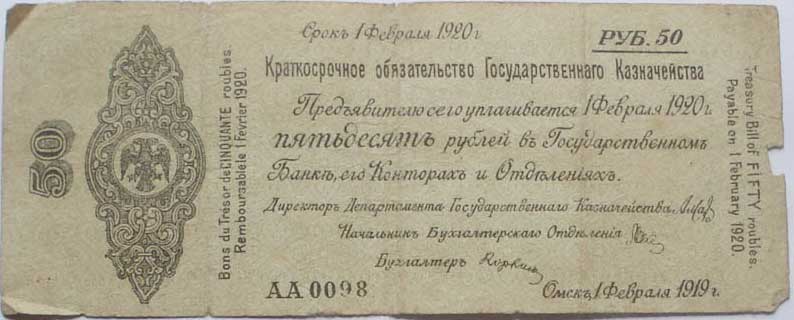 50
Bons du Trésor de CINQUANTE roubles.
Remboursable le 1 février 1920.
Срокъ 1 Февраля 1920 г.
РУБ. 50
Краткосрочное обязательство Государственнаго Казначейства
Предъявителю сего уплачивается 1 Февраля 1920 г.
пятьдесятъ рублей въ Государственномъ
Банкѣ, его Конторахъ и Отдѣленіяхъ.
Директоръ Департамента Государственнаго Казначейства
Начальникъ Бухгалтерскаго Отдѣленія
Бухгалтеръ
АА 0098
Омскъ, 1 Февраля 1919 г.
Treasury Bill of FIFTY roubles.
Payable on 1 February 1920.